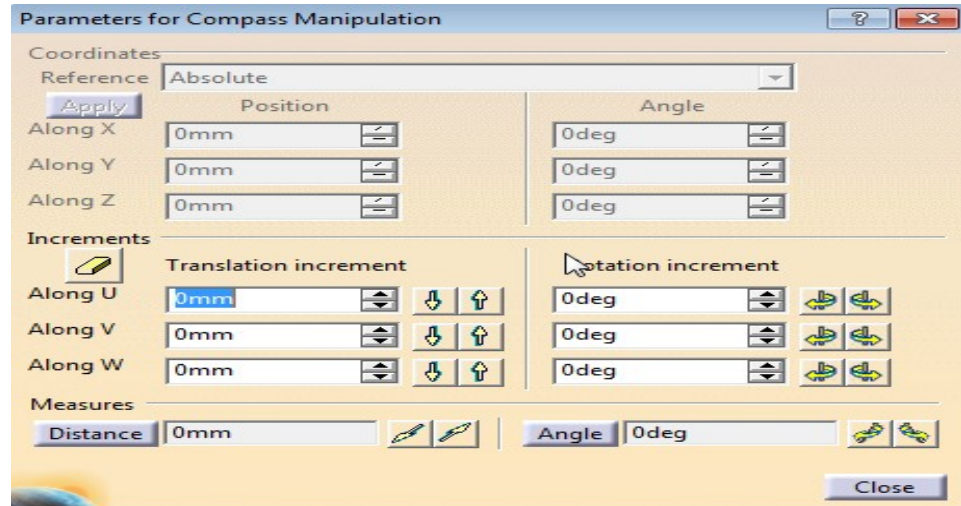 Parameters for Compass Manipulation ?
Coordinates
Reference Absolute
Apply Position Angle
Along X 0mm 0deg
Along Y 0mm 0deg
Along Z 0mm 0deg
Increments
Translation increment otation increment
Along U 0mm 0deg
Along V 0mm 0deg
Along W 0mm 0deg
Measures
Distance 0mm Angle 0deg
Close